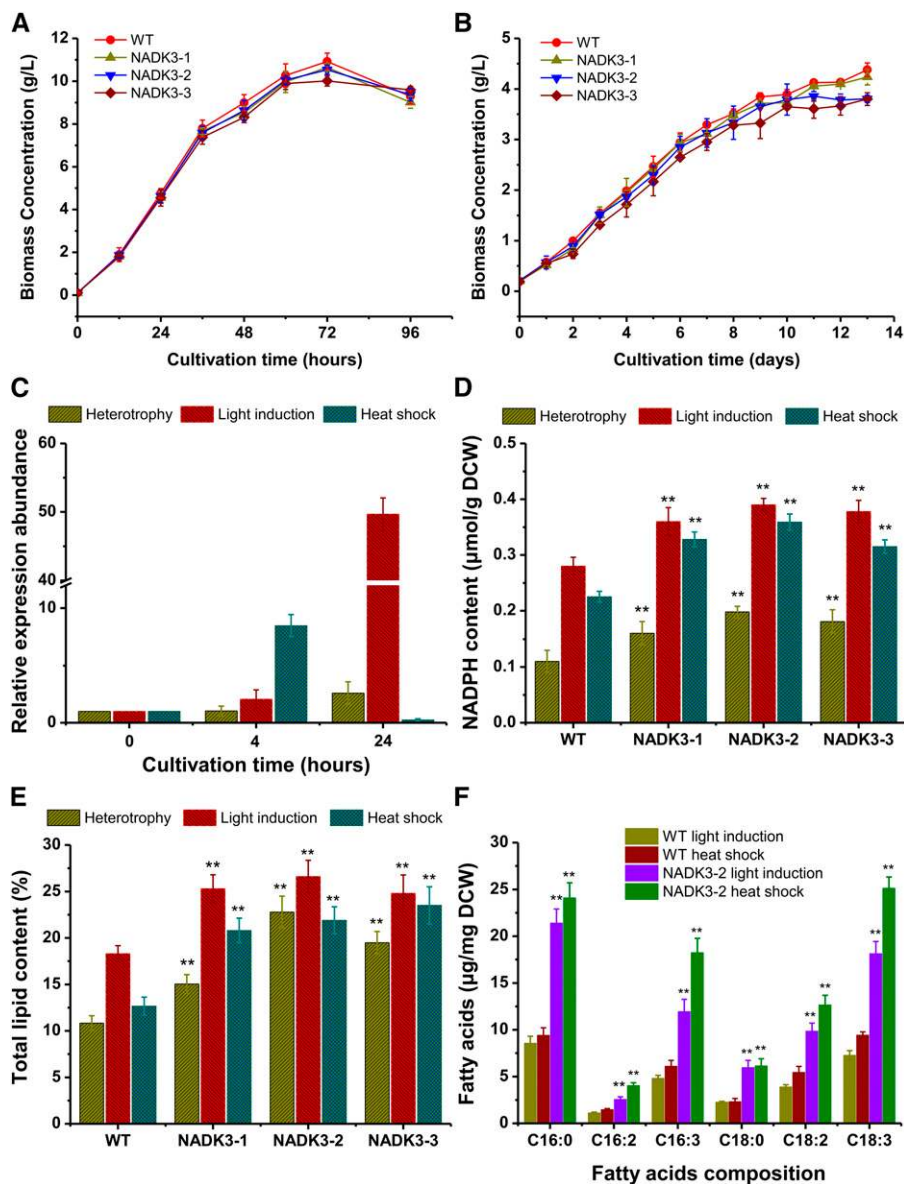 A
WT
NADK3-1
NADK3-2
NADK3-3
Biomass Concentration (g/L)
12
10
8
6
4
2
0
0 24 48 72 96
Cultivation time (hours)
B
WT
NADK3-1
NADK3-2
NADK3-3
Biomass Concentration (g/L)
5
4
3
2
1
0
0 2 4 6 8 10 12 14
Cultivation time (days)
C
Heterotrophy Light induction Heat shock
Relative expression abundance
60
50
40
10
0
0 4 24
Cultivation time (hours)
D
Heterotrophy Light induction Heat shock
NADPH content (µmol/g DCW)
0.5
0.4
0.3
0.2
0.1
0.0
** ** **
** ** **
** ** **
WT NADK3-1 NADK3-2 NADK3-3
E
Heterotrophy Light induction Heat shock
Total lipid content (%)
30
25
20
15
10
5
0
** ** **
** ** **
** ** **
WT NADK3-1 NADK3-2 NADK3-3
F
WT light induction
WT heat shock
NADK3-2 light induction
NADK3-2 heat shock
Fatty acids (µg/mg DCW)
30
25
20
15
10
5
0
** **
** **
** **
** **
** **
** **
C16:0 C16:2 C16:3 C18:0 C18:2 C18:3
Fatty acids composition